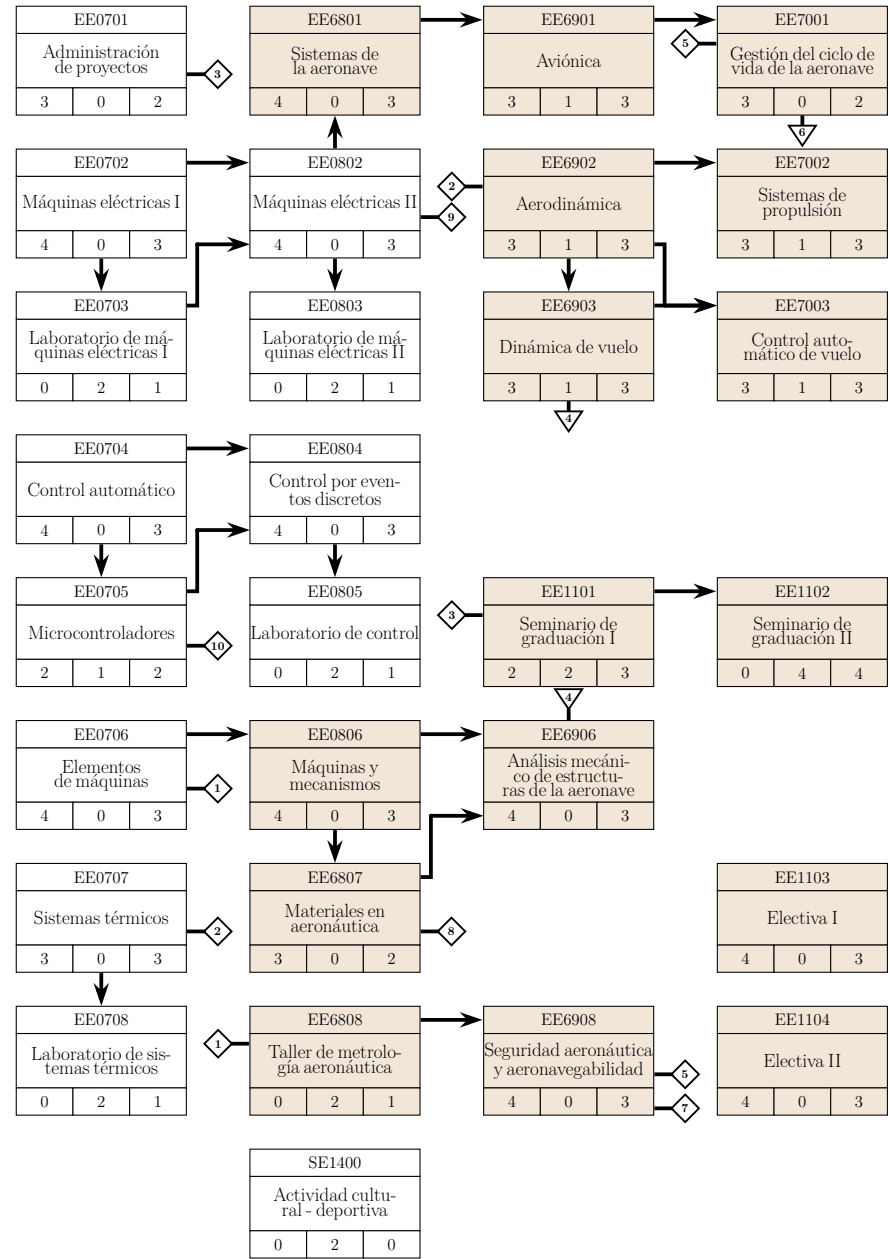 EE0701
Administración
de proyectos
3 0 2
3
EE6801
Sistemas de
la aeronave
4 0 3
EE6901
Aviónica
3 1 3
EE7001
5
Gestión del ciclo de
vida de la aeronave
3 0 2
6
EE0702
Máquinas eléctricas I
4 0 3
EE0802
Máquinas eléctricas II
9
4 0 3
EE6902
2
Aerodinámica
3 1 3
EE7002
Sistemas de
propulsión
3 1 3
EE0703
Laboratorio de má-
quinas eléctricas I
0 2 1
EE0803
Laboratorio de má-
quinas eléctricas II
0 2 1
EE6903
Dinámica de vuelo
3 1 3
4
EE7003
Control auto-
mático de vuelo
3 1 3
EE0704
Control automático
4 0 3
EE0804
Control por even-
tos discretos
4 0 3
EE0705
Microcontroladores
10
2 1 2
EE0805
Laboratorio de control
0 2 1
EE1101
3
Seminario de
graduación I
2 2 3
EE1102
Seminario de
graduación II
0 4 4
EE0706
Elementos
de máquinas
1
4 0 3
EE0806
Máquinas y
mecanismos
4 0 3
4
EE6906
Análisis mecáni-
co de estructu-
ras de la aeronave
4 0 3
EE0707
Sistemas térmicos
2
3 0 3
EE6807
Materiales en
aeronáutica
8
3 0 2
EE1103
Electiva I
4 0 3
EE0708
Laboratorio de sis-
temas térmicos
0 2 1
EE6808
1
Taller de metrolo-
gía aeronáutica
0 2 1
EE6908
Seguridad aeronáutica
y aeronavegabilidad
5
4 0 3
7
EE1104
Electiva II
4 0 3
SE1400
Actividad cultu-
ral - deportiva
0 2 0